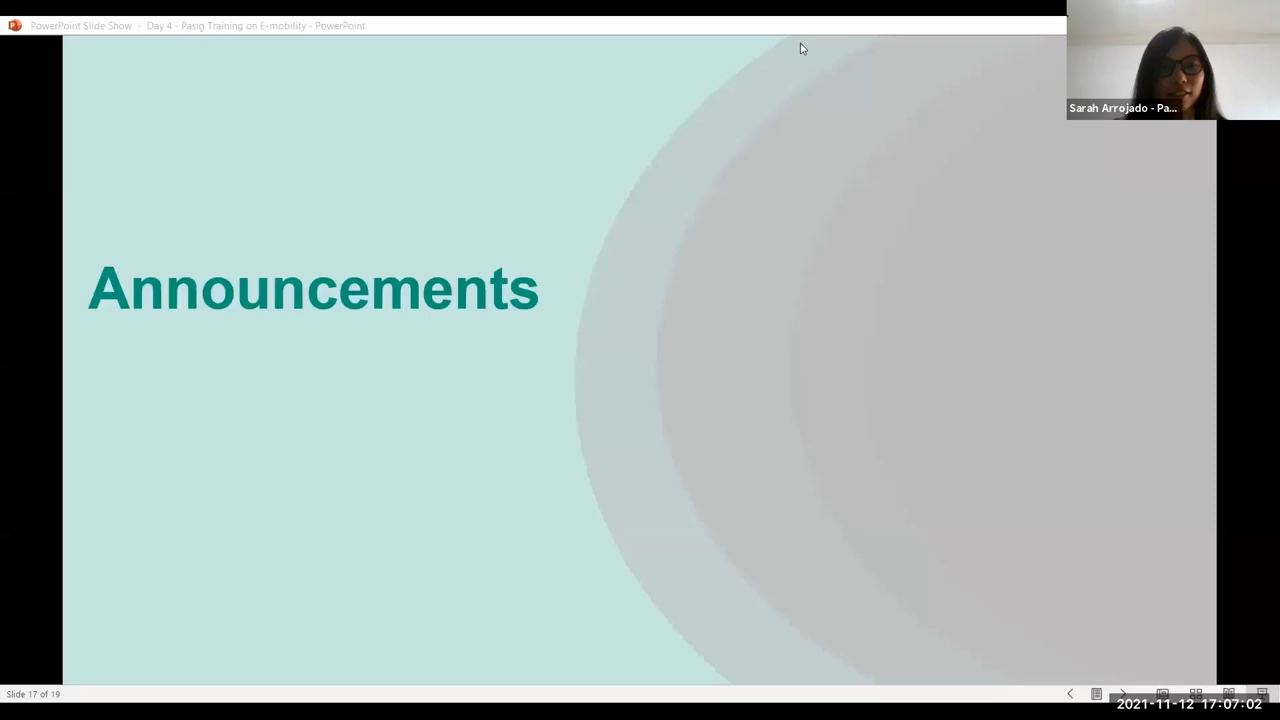 PowerPoint Slide Show - Day 4 - Pasig Training on E-mobility - PowerPoint
Sarah Arrojado - Pa...
Announcements
Slide 17 of 19
2021-11-12 17:07:02